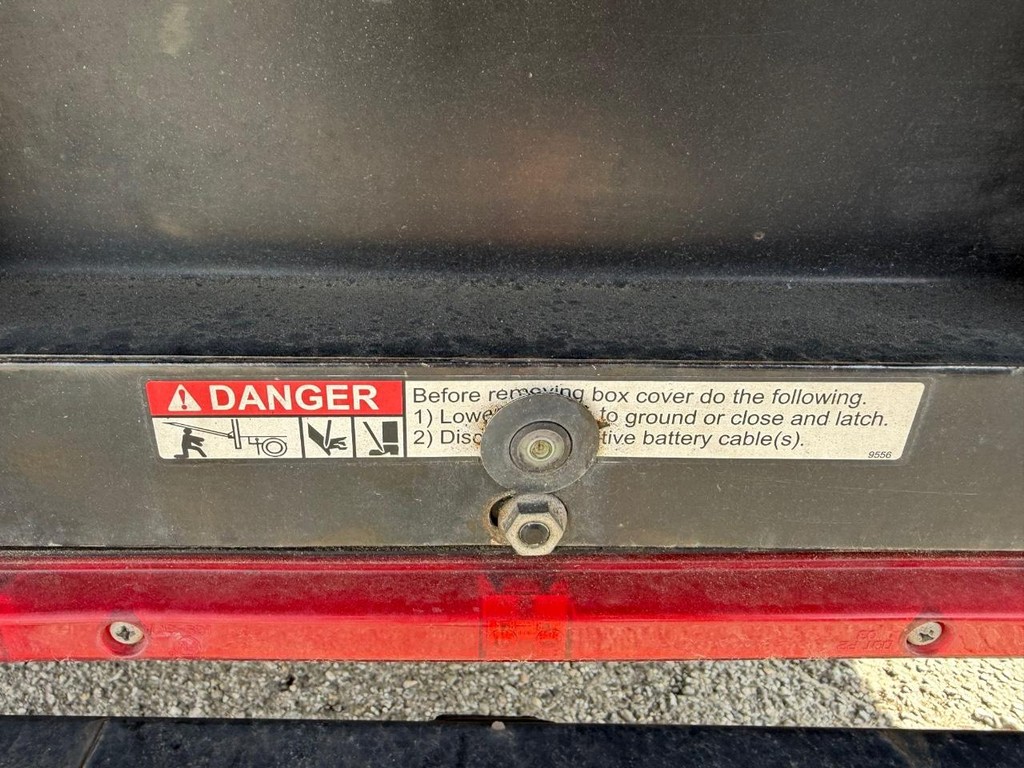 DANGER
Before removing box cover do the following.
1) Lowe to ground or close and latch.
2) Disc tive battery cable(s).
9556